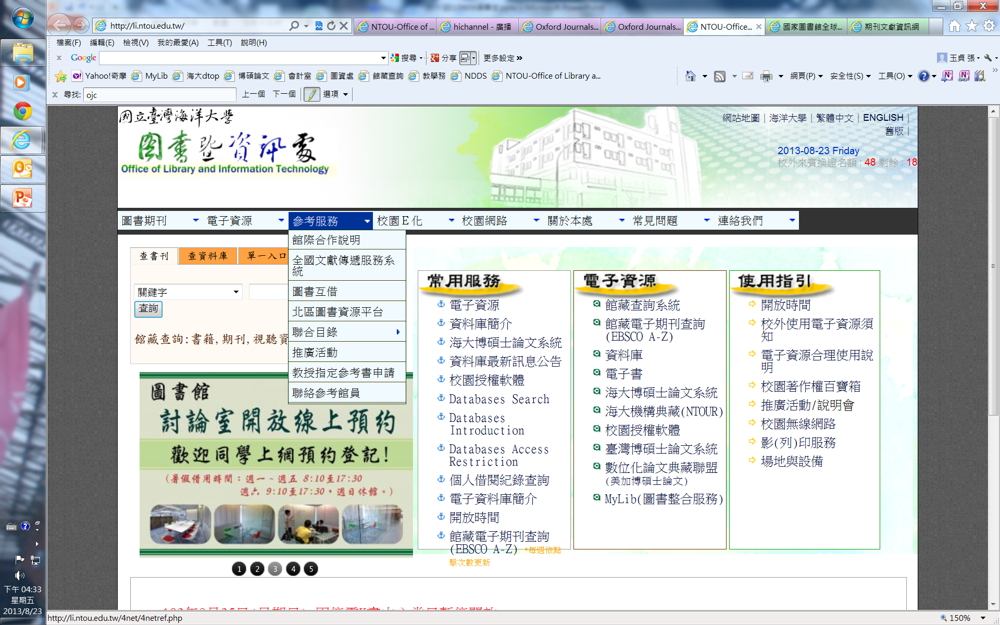 http://li.ntou.edu.tw/
NTOU-Office of ...
hichannel - 廣播
Oxford Journals...
Oxford Journals...
NTOU-Office...
國家圖書館全球...
期刊文獻資訊網
檔案(F) 編輯(E) 檢視(V) 我的最愛(A) 工具(T) 說明(H)
x Google 搜尋 分享 更多設定 » 玉貞 張
Yahoo!奇摩 MyLib 海大dtop 博碩論文 會計室 圖資處 館藏查詢 教學務 NDDS NTOU-Office of Library a... 網頁(P) 安全性(S) 工具(O)
x 尋找: ojc 上一個 下一個 選項
國立臺灣海洋大學
圖書暨資訊處
Office of Library and Information Technology
網站地圖 | 海洋大學 | 繁體中文 | ENGLISH |
舊版 |
2013-08-23 Friday
校外來賓換證名額 : 48 剩餘 : 18
圖書期刊 電子資源 參考服務 校園Ｅ化 校園網路 關於本處 常見問題 連絡我們
館際合作說明
全國文獻傳遞服務系
統
圖書互借
北區圖書資源平台
聯合目錄
推廣活動
教授指定參考書申請
聯絡參考館員
查書刊 查資料庫 單一入口
關鍵字
查詢
館藏查詢:書籍,期刊,視聽資
圖書館
討論室開放線上預約
歡迎同學上網預約登記!
(暑假借用時間：週一~週五 8:10至17:30
週六 9:10至17:30，週日休館。)
1 2 3 4 5
常用服務
電子資源
資料庫簡介
海大博碩士論文系統
資料庫最新訊息公告
校園授權軟體
Databases Search
Databases
Introduction
Databases Access
Restriction
個人借閱紀錄查詢
電子資料庫簡介
開放時間
館藏電子期刊查詢
(EBSCO A-Z) *每週依點
擊次數更新
電子資源
館藏查詢系統
館藏電子期刊查詢
(EBSCO A-Z)
資料庫
電子書
海大博碩士論文系統
海大機構典藏(NTOUR)
校園授權軟體
臺灣博碩士論文系統
數位化論文典藏聯盟
(美加博碩士論文)
MyLib(圖書整合服務)
使用指引
開放時間
校外使用電子資源須
知
電子資源合理使用說
明
校園著作權百寶箱
推廣活動/說明會
校園無線網路
影(列)印服務
場地與設備
下午 04:33
星期五
2013/8/23
http://li.ntou.edu.tw/4net/4netref.php
150%